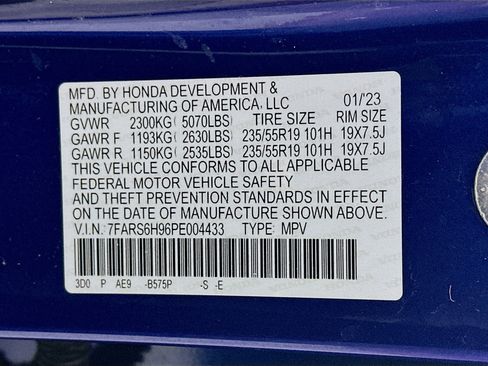 MFD. BY HONDA DEVELOPMENT &
MANUFACTURING OF AMERICA, LLC 01/'23
GVWR 2300KG( 5070LBS) TIRE SIZE RIM SIZE
GAWR F 1193KG( 2630LBS) 235/55R19 101H 19X7.5J
GAWR R 1150KG( 2535LBS) 235/55R19 101H 19X7.5J
THIS VEHICLE CONFORMS TO ALL APPLICABLE
FEDERAL MOTOR VEHICLE SAFETY
AND THEFT PREVENTION STANDARDS IN EFFECT
ON THE DATE OF MANUFACTURE SHOWN ABOVE.
V.I.N.: 7FARS6H96PE004433 TYPE: MPV
3D0 P AE9 -B575P -S -E